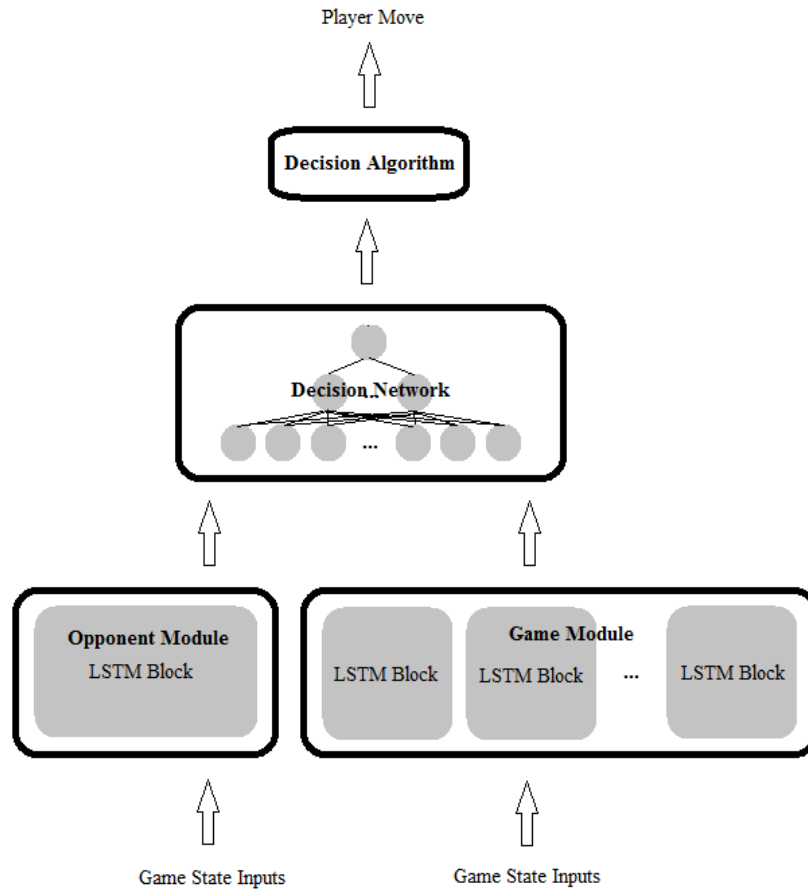 Player Move
Decision Algorithm
Decision Network
...
...
Opponent Module
LSTM Block
Game Module
LSTM Block
LSTM Block
...
LSTM Block
Game State Inputs
Game State Inputs